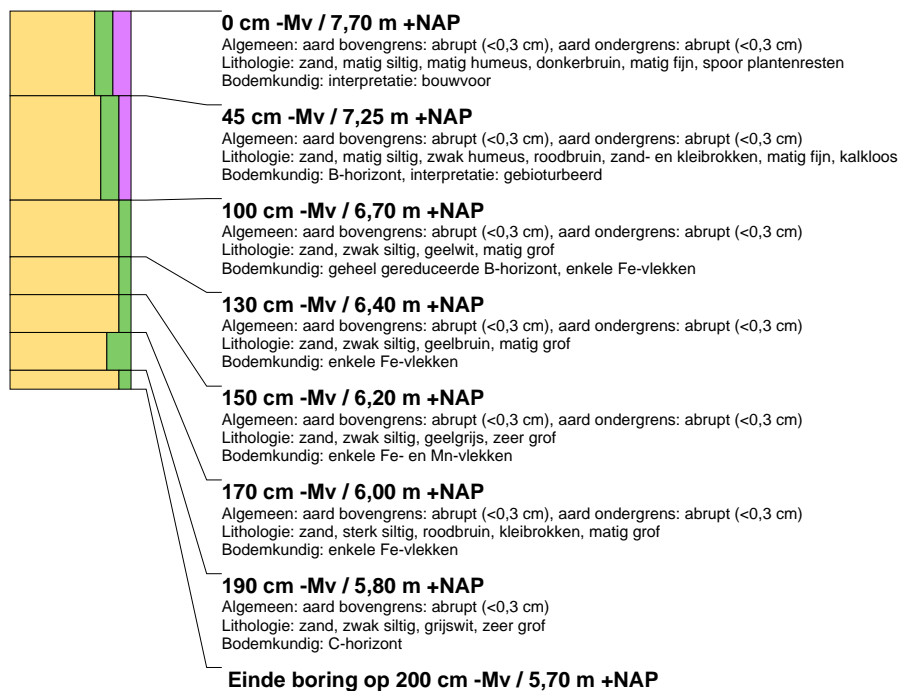 0 cm -Mv / 7,70 m +NAP
Algemeen: aard bovengrens: abrupt (<0,3 cm), aard ondergrens: abrupt (<0,3 cm)
Lithologie: zand, matig siltig, matig humeus, donkerbruin, matig fijn, spoor plantenresten
Bodemkundig: interpretatie: bouwvoor
45 cm -Mv / 7,25 m +NAP
Algemeen: aard bovengrens: abrupt (<0,3 cm), aard ondergrens: abrupt (<0,3 cm)
Lithologie: zand, matig siltig, zwak humeus, roodbruin, zand- en kleibrokken, matig fijn, kalkloos
Bodemkundig: B-horizont, interpretatie: gebioturbeerd
100 cm -Mv / 6,70 m +NAP
Algemeen: aard bovengrens: abrupt (<0,3 cm), aard ondergrens: abrupt (<0,3 cm)
Lithologie: zand, zwak siltig, geelwit, matig grof
Bodemkundig: geheel gereduceerde B-horizont, enkele Fe-vlekken
130 cm -Mv / 6,40 m +NAP
Algemeen: aard bovengrens: abrupt (<0,3 cm), aard ondergrens: abrupt (<0,3 cm)
Lithologie: zand, zwak siltig, geelbruin, matig grof
Bodemkundig: enkele Fe-vlekken
150 cm -Mv / 6,20 m +NAP
Algemeen: aard bovengrens: abrupt (<0,3 cm), aard ondergrens: abrupt (<0,3 cm)
Lithologie: zand, zwak siltig, geelgrijs, zeer grof
Bodemkundig: enkele Fe- en Mn-vlekken
170 cm -Mv / 6,00 m +NAP
Algemeen: aard bovengrens: abrupt (<0,3 cm), aard ondergrens: abrupt (<0,3 cm)
Lithologie: zand, sterk siltig, roodbruin, kleibrokken, matig grof
Bodemkundig: enkele Fe-vlekken
190 cm -Mv / 5,80 m +NAP
Algemeen: aard bovengrens: abrupt (<0,3 cm)
Lithologie: zand, zwak siltig, grijswit, zeer grof
Bodemkundig: C-horizont
Einde boring op 200 cm -Mv / 5,70 m +NAP